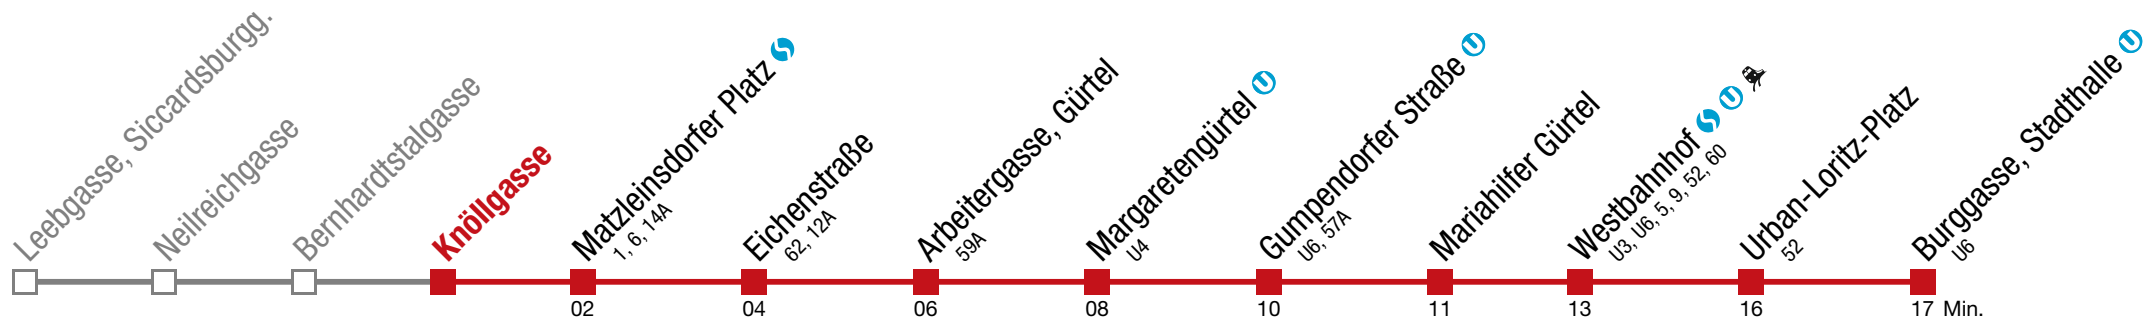 Leebgasse, Siccardsburgg.
Neilreichgasse
Bernhardtstalgasse
Knöllgasse
Matzleinsdorfer Platz S
1, 6, 14A
Eichenstraße
62, 12A
Arbeitergasse, Gürtel
59A
Margaretengürtel U
U4
Gumpendorfer Straße U
U6, 57A
Mariahilfer Gürtel
Westbahnhof S U
U3, U6, 5, 9, 52, 60
Urban-Loritz-Platz
52
Burggasse, Stadthalle U
U6
02 04 06 08 10 11 13 16 17 Min.